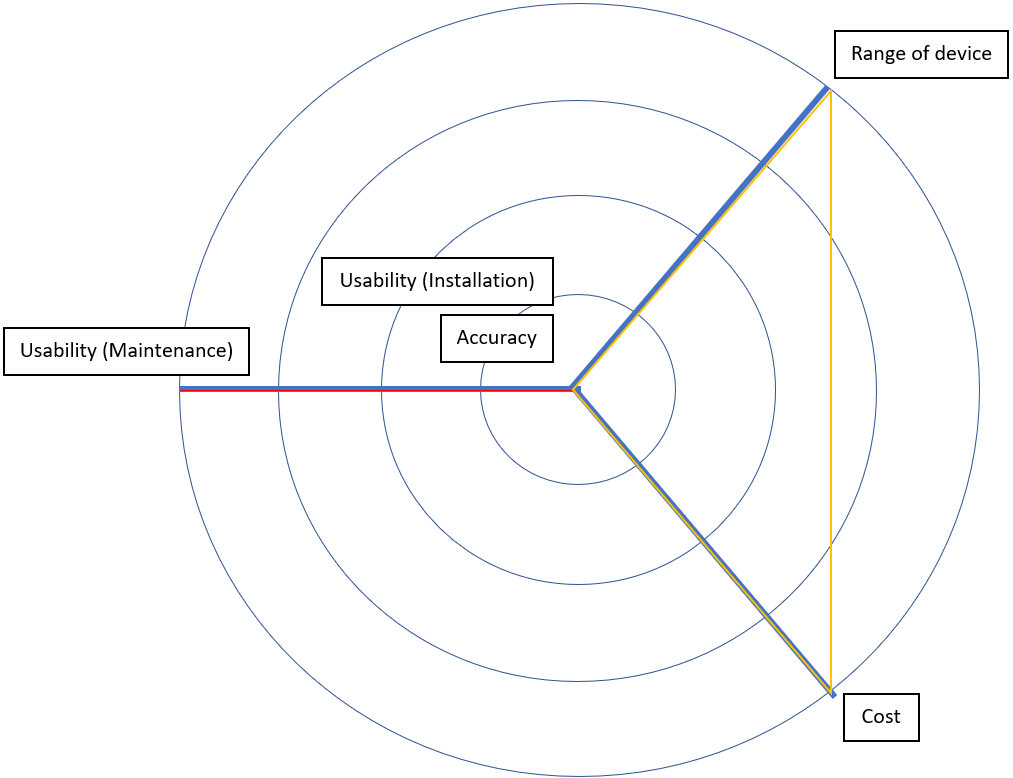 Range of device
Usability (Installation)
Accuracy
Usability (Maintenance)
Cost